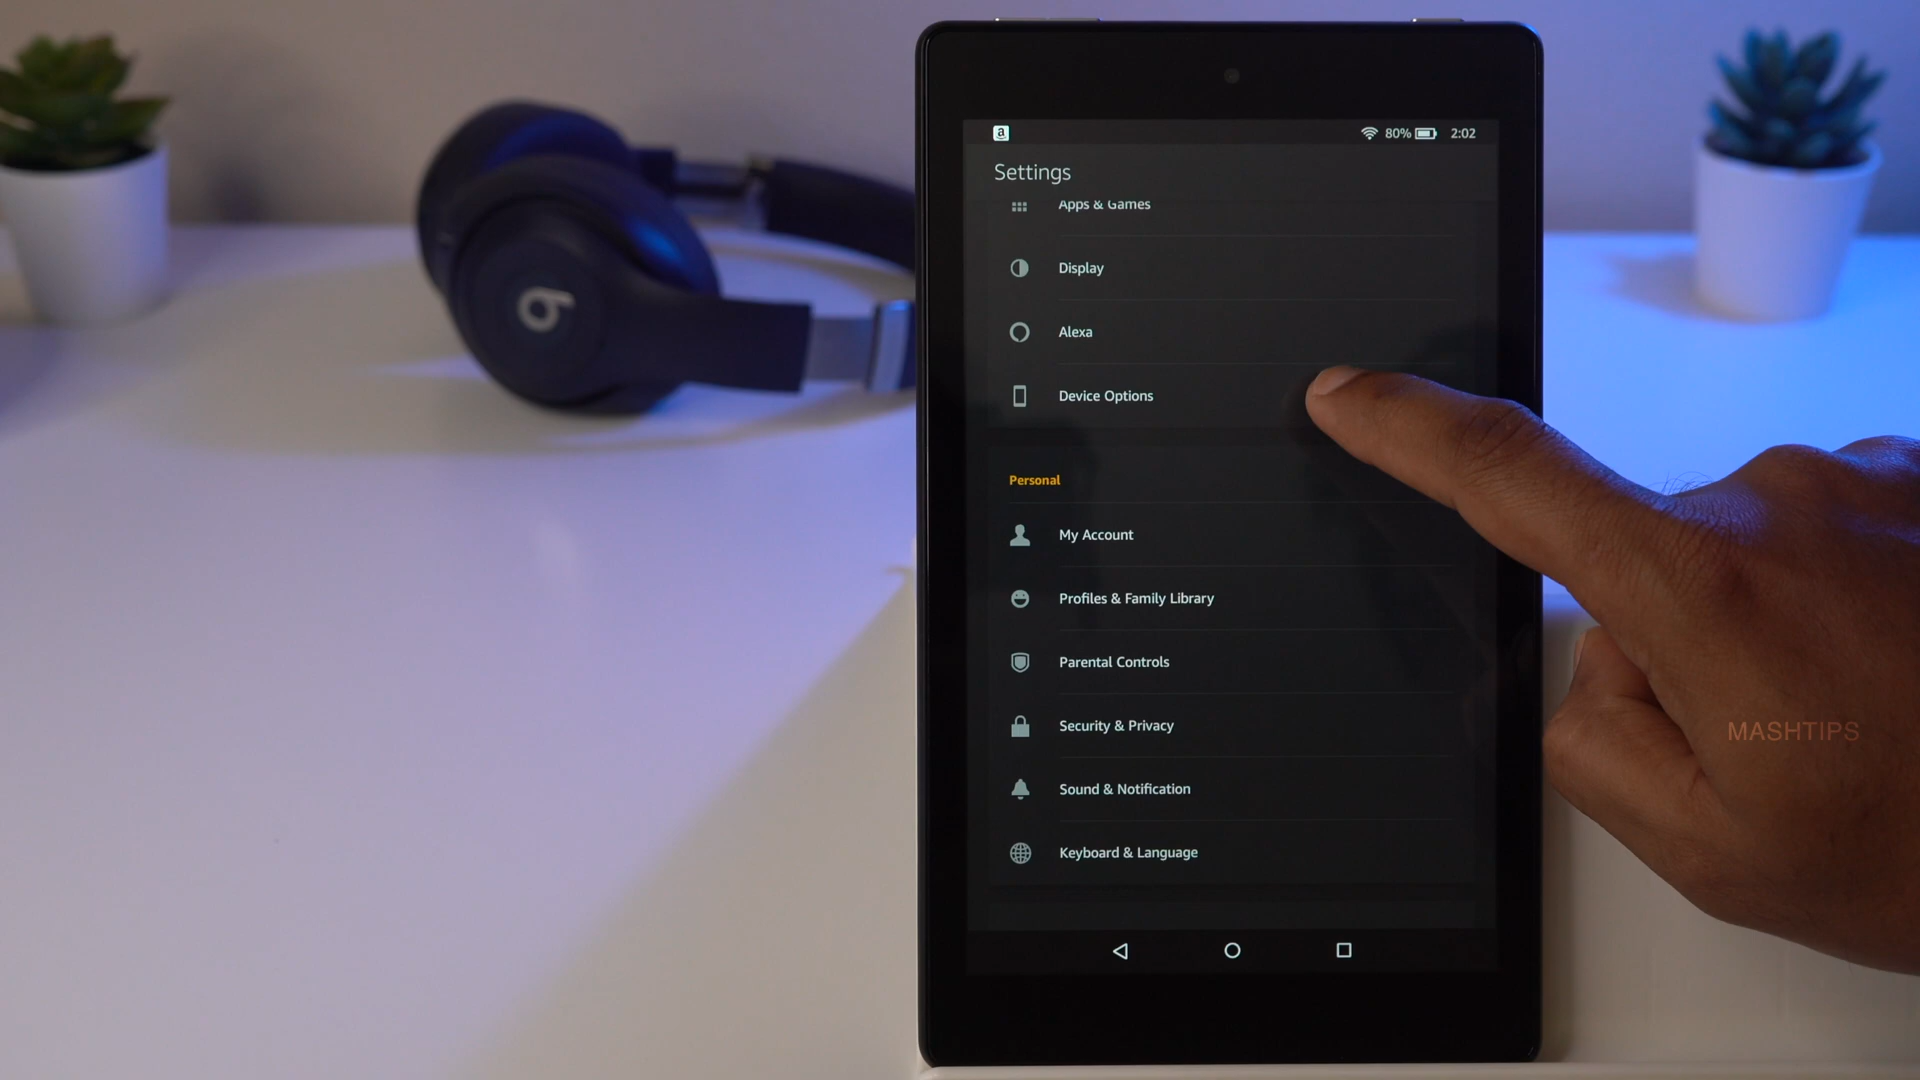 a 80% 2:02
Settings
Apps & Games
Display
Alexa
Device Options
Personal
My Account
Profiles & Family Library
Parental Controls
Security & Privacy
Sound & Notification
Keyboard & Language
b
MASHTIPS